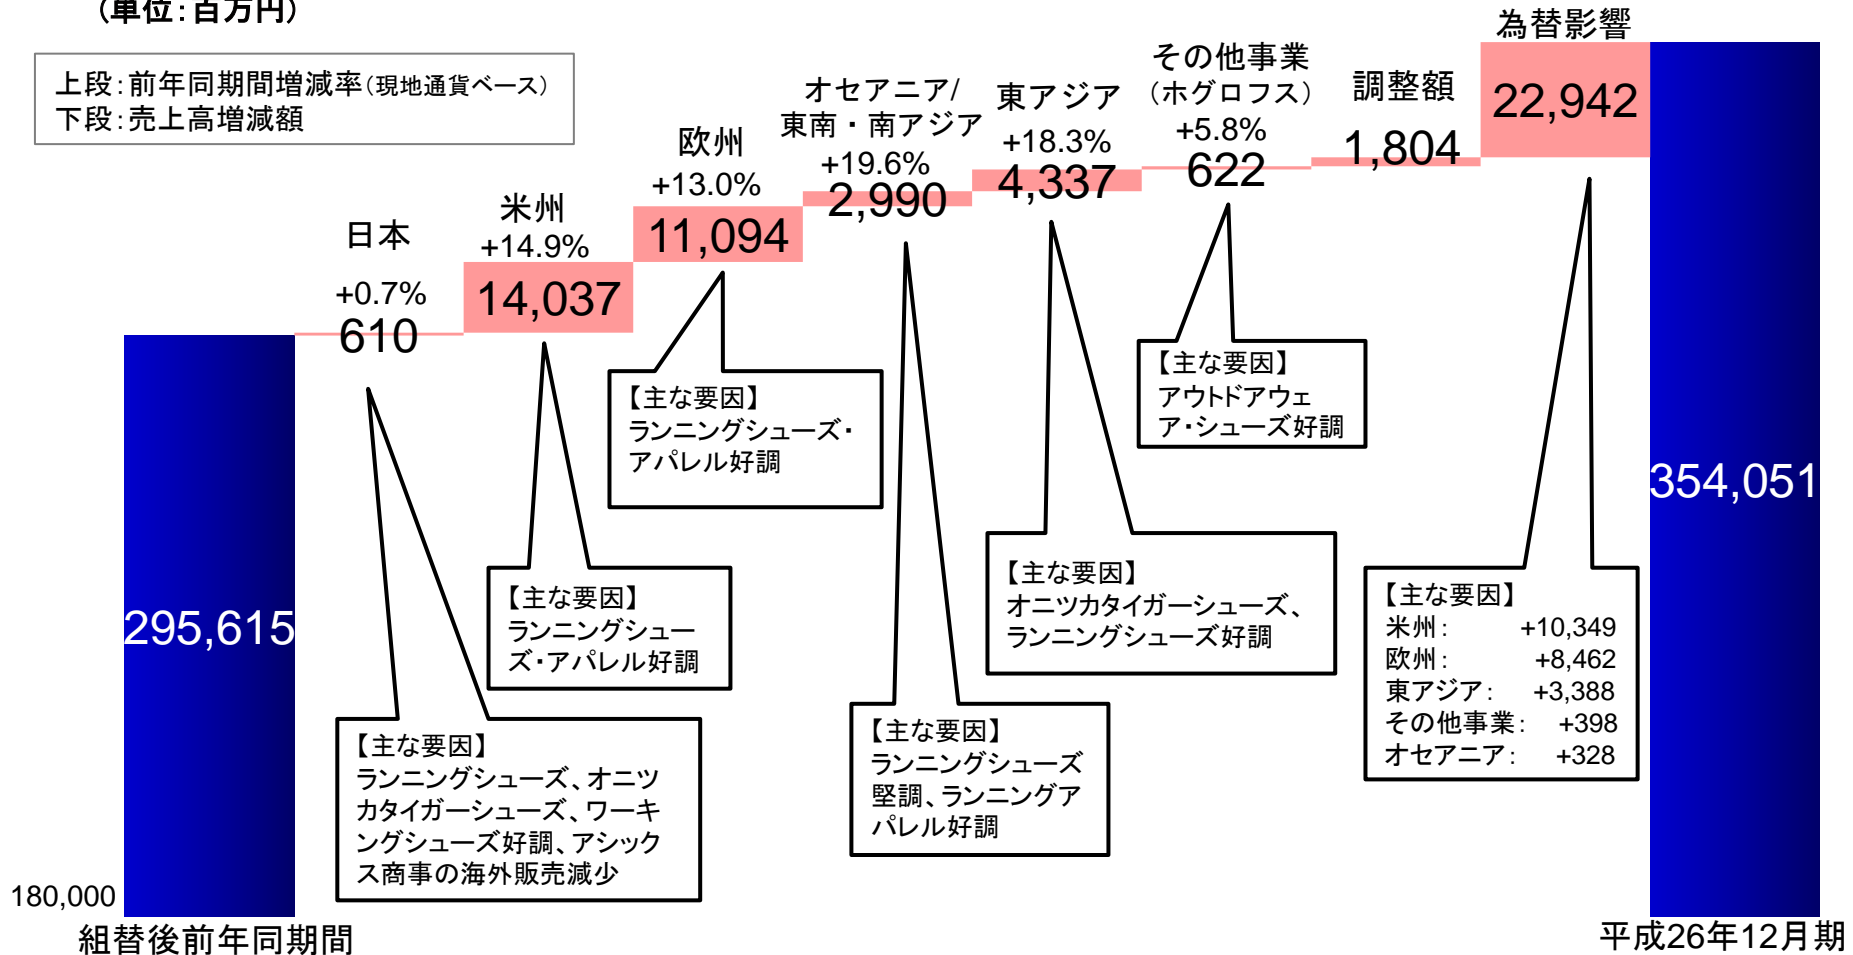 (単位:百万円)
上段:前年同期間増減率(現地通貨ベース)
下段:売上高増減額
日本
+0.7%
610
米州
+14.9%
14,037
欧州
+13.0%
11,094
オセアニア/
東南・南アジア
+19.6%
2,990
東アジア
+18.3%
4,337
その他事業
(ホグロフス)
+5.8%
622
調整額
1,804
為替影響
22,942
295,615
354,051
【主な要因】
ランニングシューズ、オニツ
カタイガーシューズ、ワーキ
ングシューズ好調、アシック
ス商事の海外販売減少
【主な要因】
ランニングシュー
ズ・アパレル好調
【主な要因】
ランニングシューズ・
アパレル好調
【主な要因】
ランニングシューズ
堅調、ランニングア
パレル好調
【主な要因】
オニツカタイガーシューズ、
ランニングシューズ好調
【主な要因】
アウトドアウェ
ア・シューズ好調
【主な要因】
米州: +10,349
欧州: +8,462
東アジア: +3,388
その他事業: +398
オセアニア: +328
180,000
組替後前年同期間
平成26年12月期